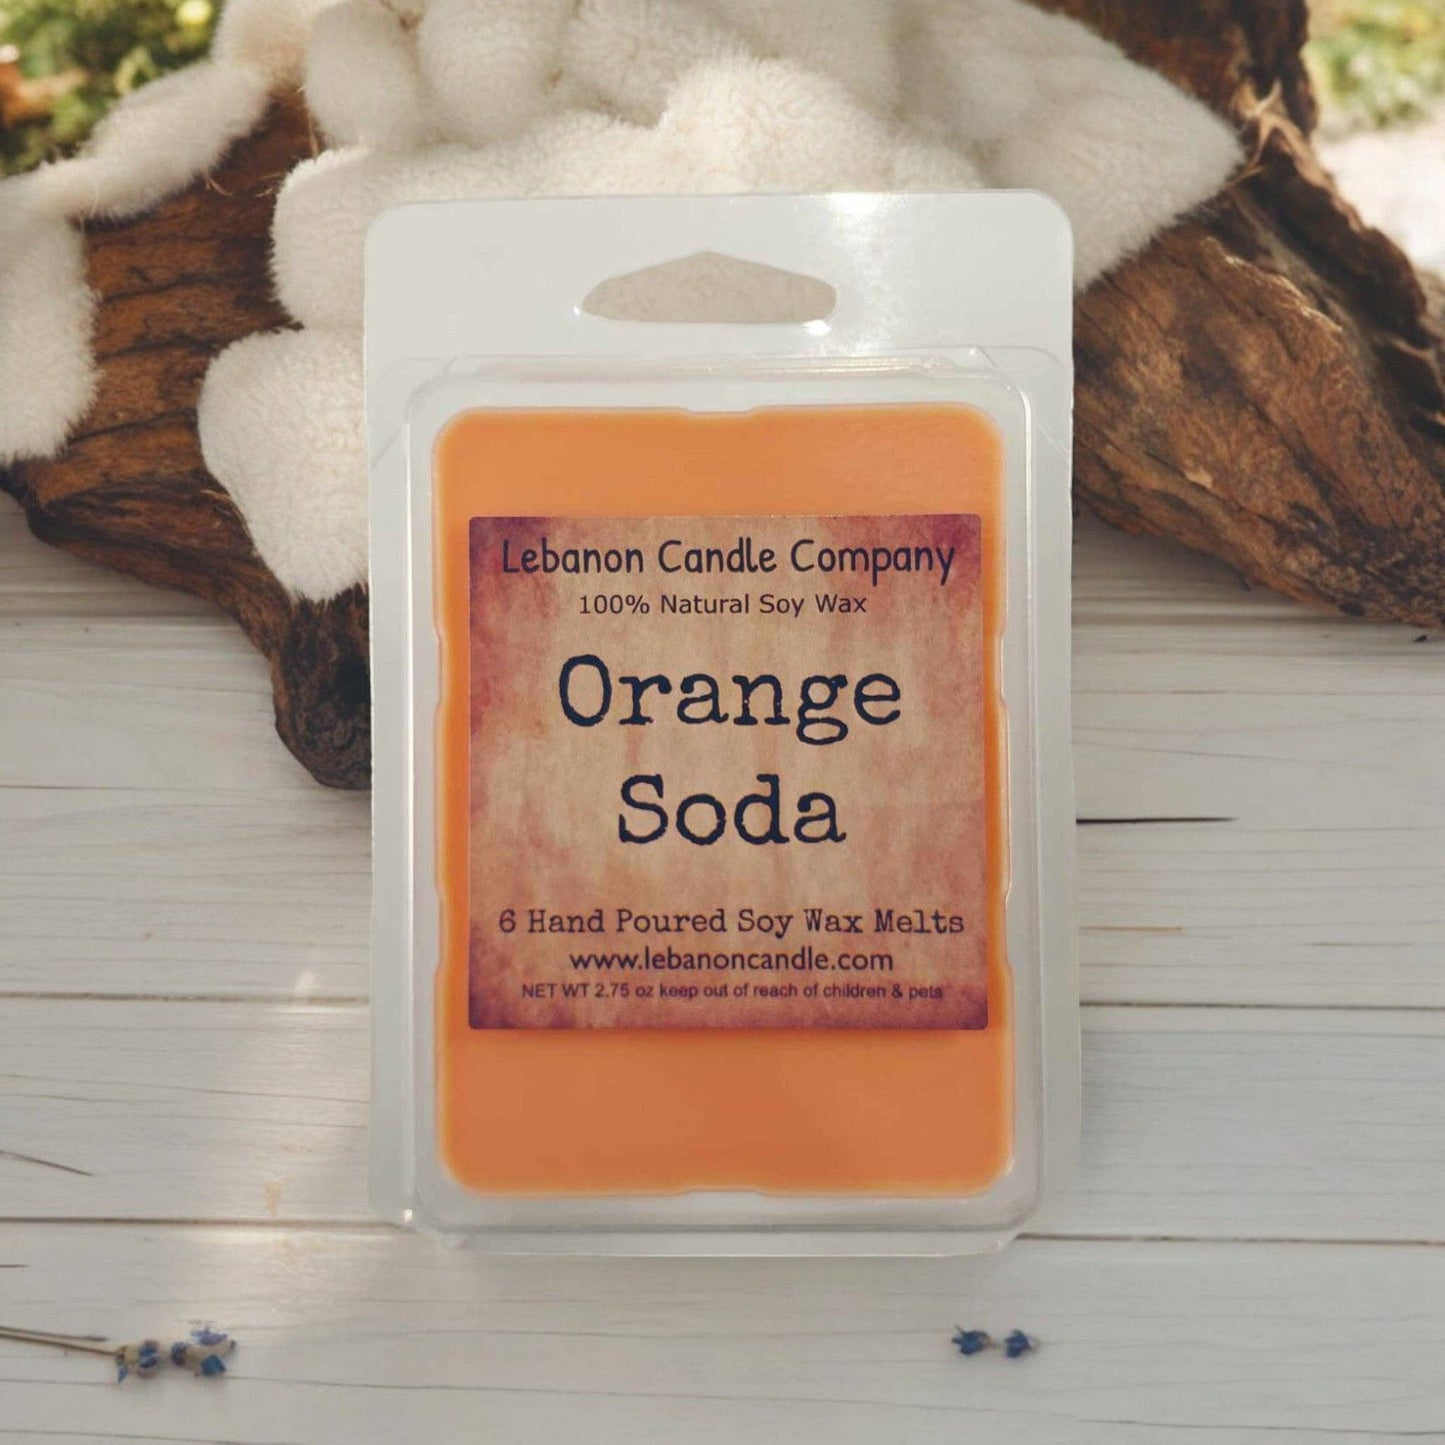 Lebanon Candle Company
100% Natural Soy Wax
Orange
Soda
6 Hand Poured Soy Wax Melts
www.lebanoncandle.com
NET WT 2.75 oz keep out of reach of children & pets